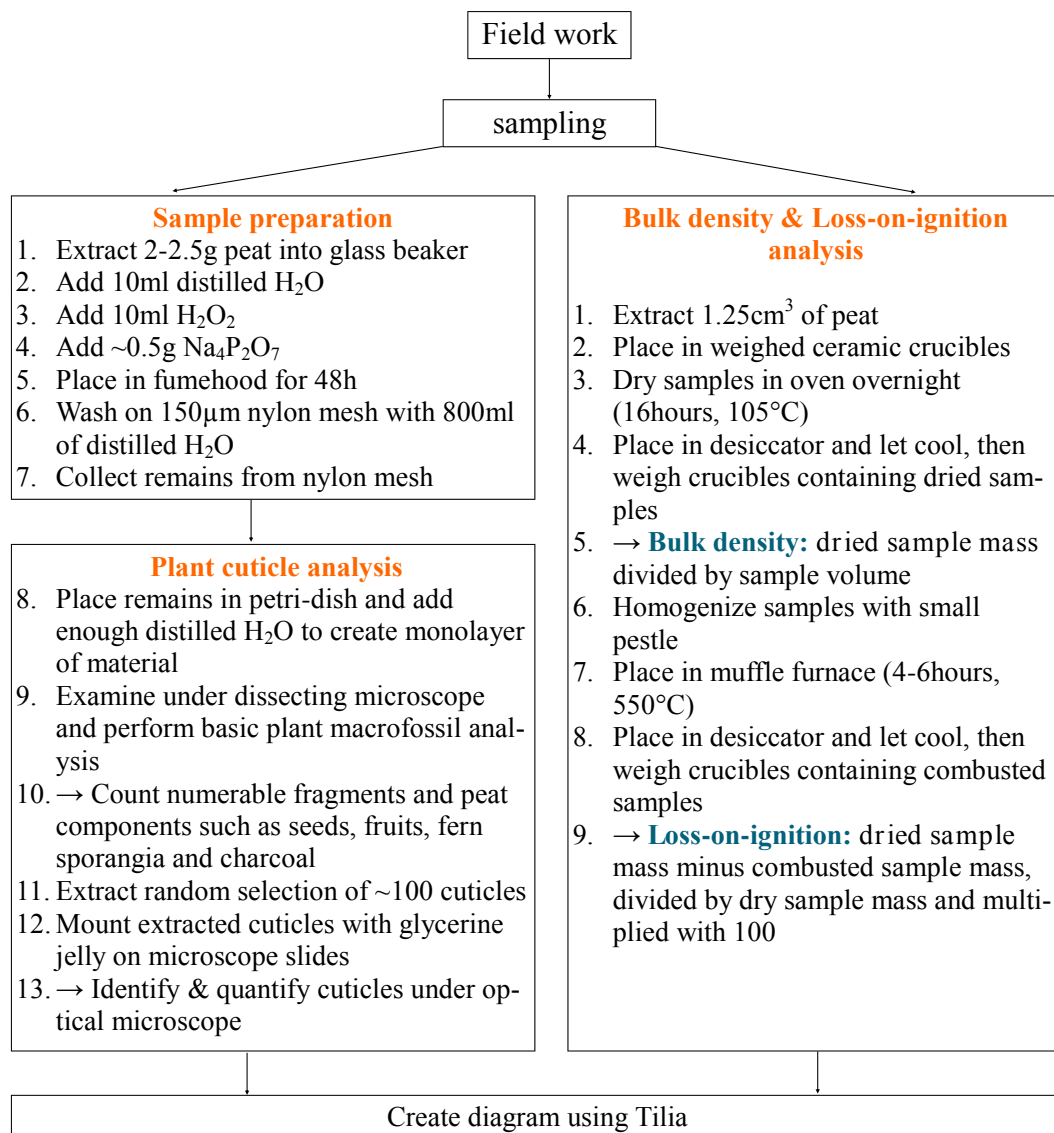 Field work
sampling
Sample preparation
1. Extract 2-2.5g peat into glass beaker
2. Add 10ml distilled H₂O
3. Add 10ml H₂O₂
4. Add ~0.5g Na₄P₂O₇
5. Place in fumehood for 48h
6. Wash on 150µm nylon mesh with 800ml
of distilled H₂O
7. Collect remains from nylon mesh
Plant cuticle analysis
8. Place remains in petri-dish and add
enough distilled H₂O to create monolayer
of material
9. Examine under dissecting microscope
and perform basic plant macrofossil anal-
ysis
10. → Count numerable fragments and peat
components such as seeds, fruits, fern
sporangia and charcoal
11. Extract random selection of ~100 cuticles
12. Mount extracted cuticles with glycerine
jelly on microscope slides
13. → Identify & quantify cuticles under op-
tical microscope
Bulk density & Loss-on-ignition
analysis
1. Extract 1.25cm³ of peat
2. Place in weighed ceramic crucibles
3. Dry samples in oven overnight
(16hours, 105°C)
4. Place in desiccator and let cool, then
weigh crucibles containing dried sam-
ples
5. → Bulk density: dried sample mass
divided by sample volume
6. Homogenize samples with small
pestle
7. Place in muffle furnace (4-6hours,
550°C)
8. Place in desiccator and let cool, then
weigh crucibles containing combusted
samples
9. → Loss-on-ignition: dried sample
mass minus combusted sample mass,
divided by dry sample mass and multi-
plied with 100
Create diagram using Tilia